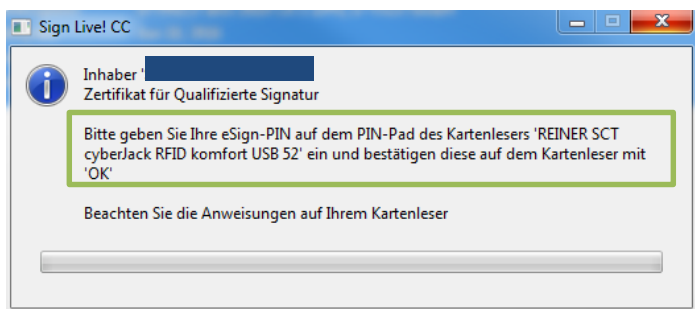 Sign Live! CC
Inhaber '
Zertifikat für Qualifizierte Signatur
Bitte geben Sie Ihre eSign-PIN auf dem PIN-Pad des Kartenlesers 'REINER SCT
cyberJack RFID komfort USB 52' ein und bestätigen diese auf dem Kartenleser mit
'OK'
Beachten Sie die Anweisungen auf Ihrem Kartenleser